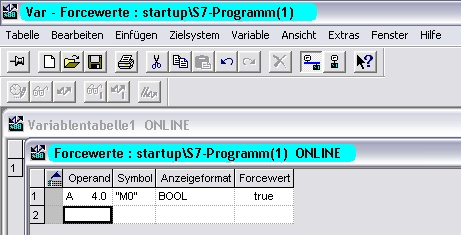 Var - Forcewerte : startup\S7-Programm(1)
Tabelle Bearbeiten Einfügen Zielsystem Variable Ansicht Extras Fenster Hilfe
Variablentabelle1 ONLINE
1
Forcewerte : startup\S7-Programm(1) ONLINE
Operand Symbol Anzeigeformat Forcewert
1 A 4.0 "M0" BOOL true
2